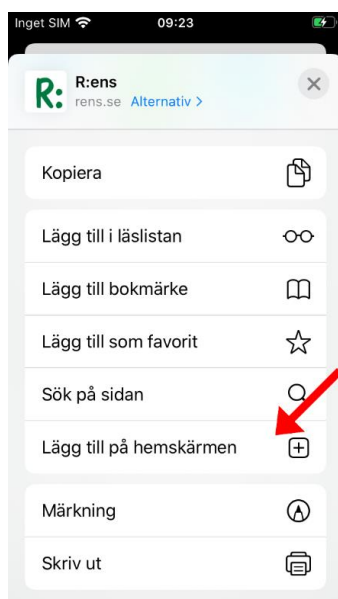 Inget SIM 09:23
R: R:ens
rens.se Alternativ >
Kopiera
Lägg till i läslistan
Lägg till bokmärke
Lägg till som favorit
Sök på sidan
Lägg till på hemskärmen
Märkning
Skriv ut